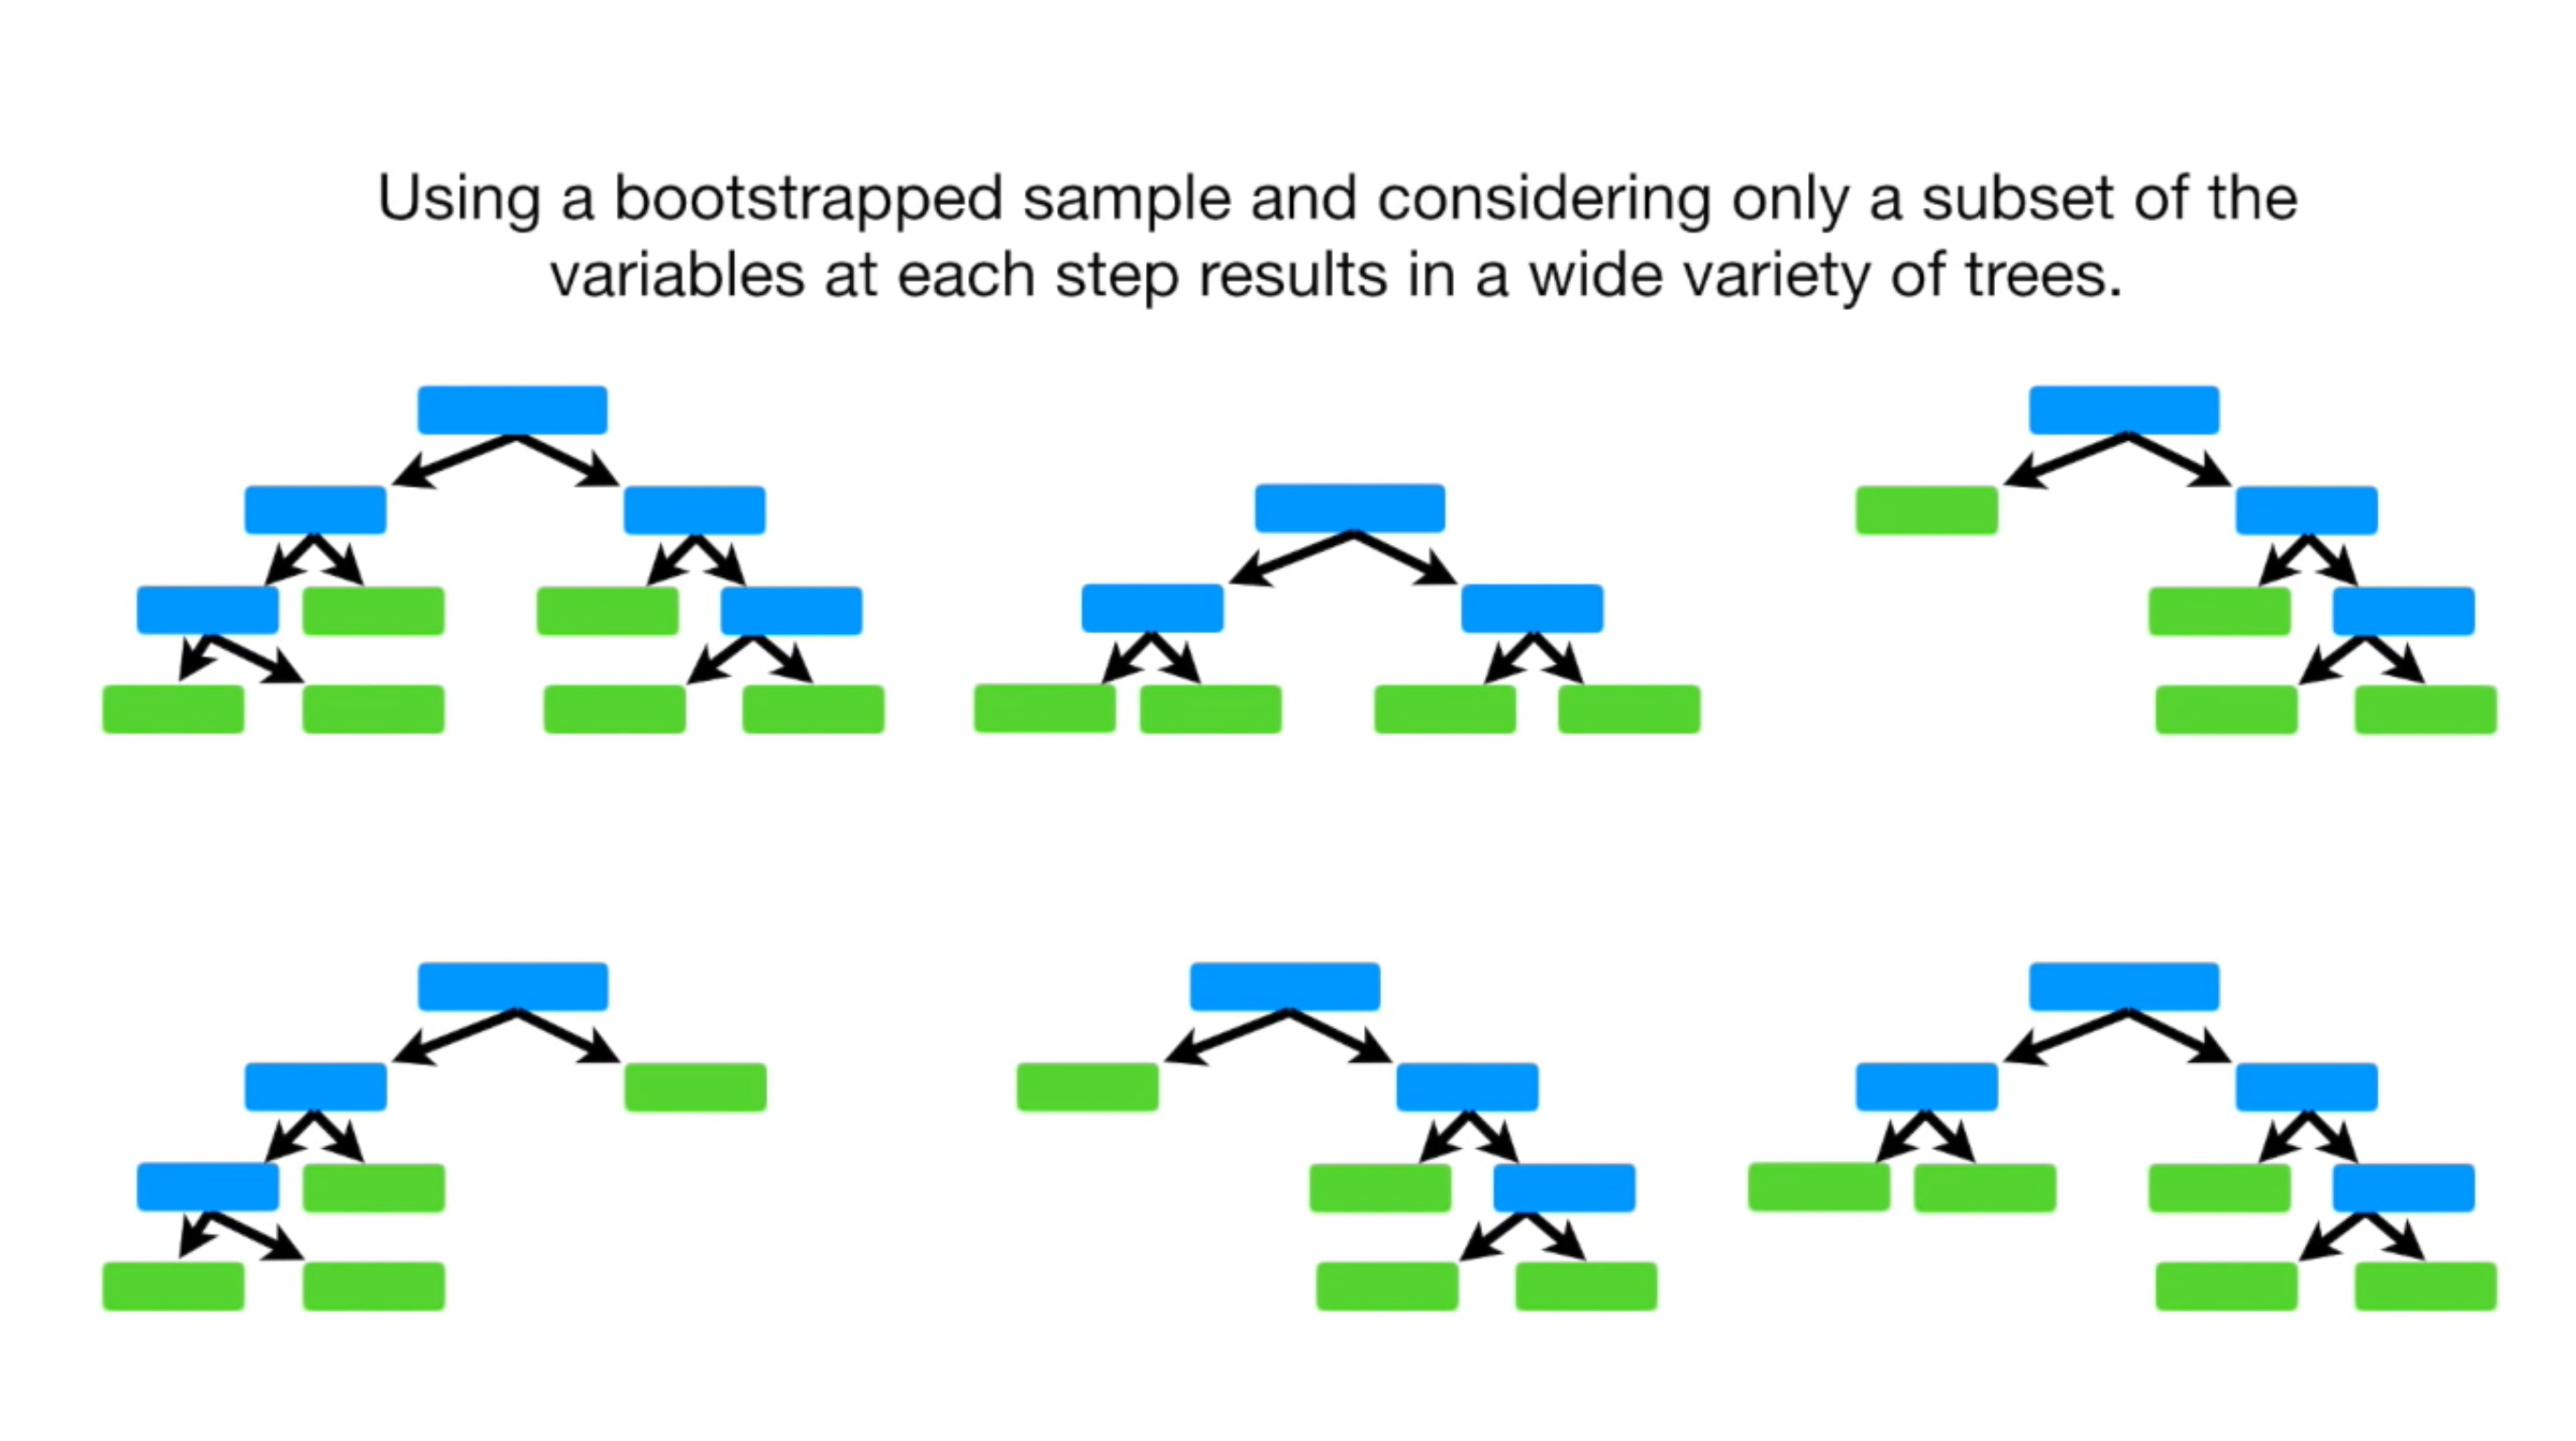 Using a bootstrapped sample and considering only a subset of the
variables at each step results in a wide variety of trees.